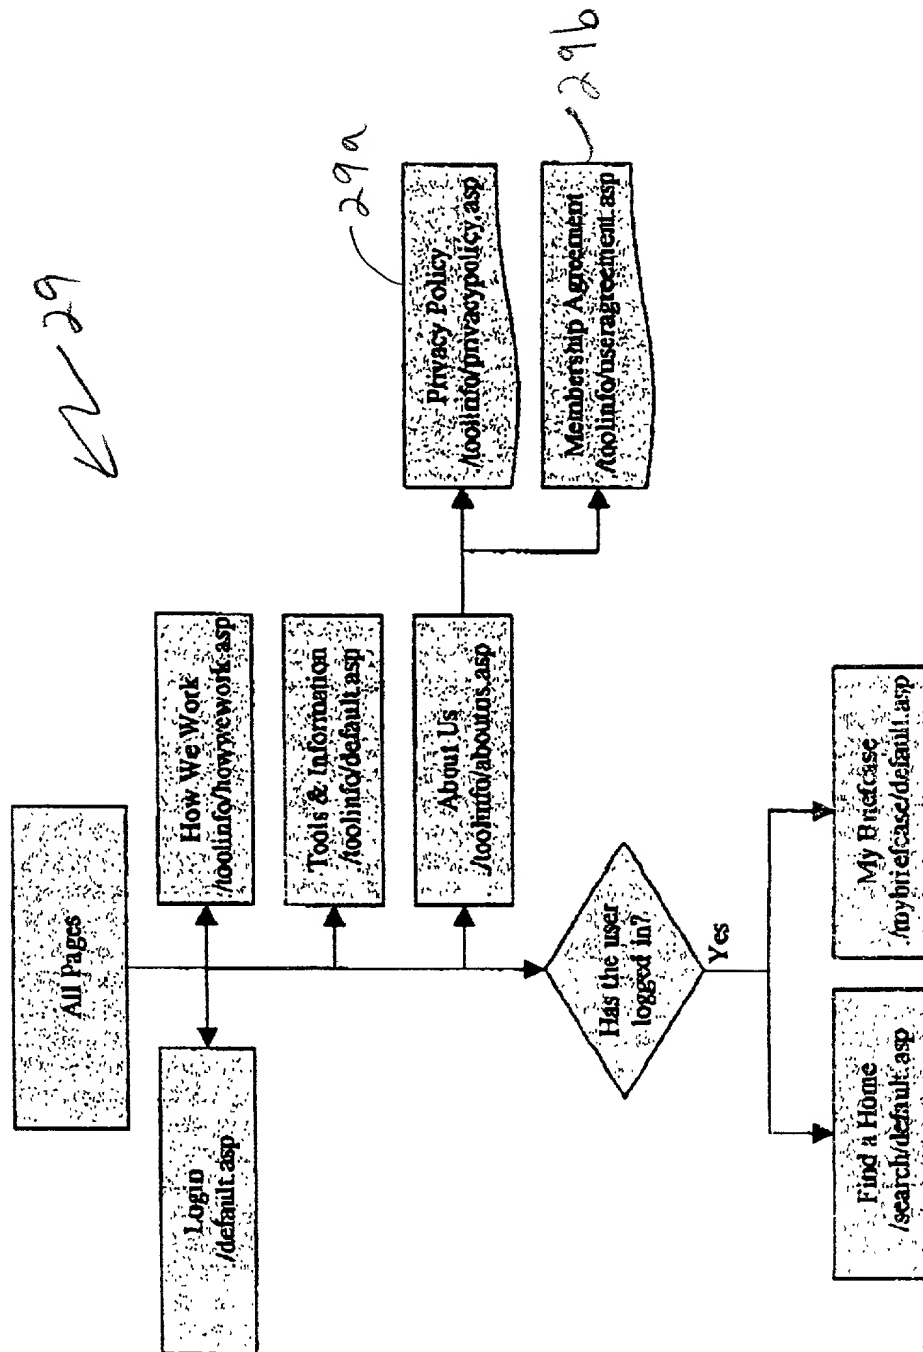 29
All Pages
Login
./default.asp
How We Work
./toolinfo/howwework.asp
Tools & Information
./toolinfo/default.asp
About Us
./toolinfo/aboutus.asp
Privacy Policy
./toolinfo/privacypolicy.asp
29a
Membership Agreement
./toolinfo/useragreement.asp
29b
Has the user
logged in?
Yes
Find a Home
./search/default.asp
My Briefcase
./mybriefcase/default.asp